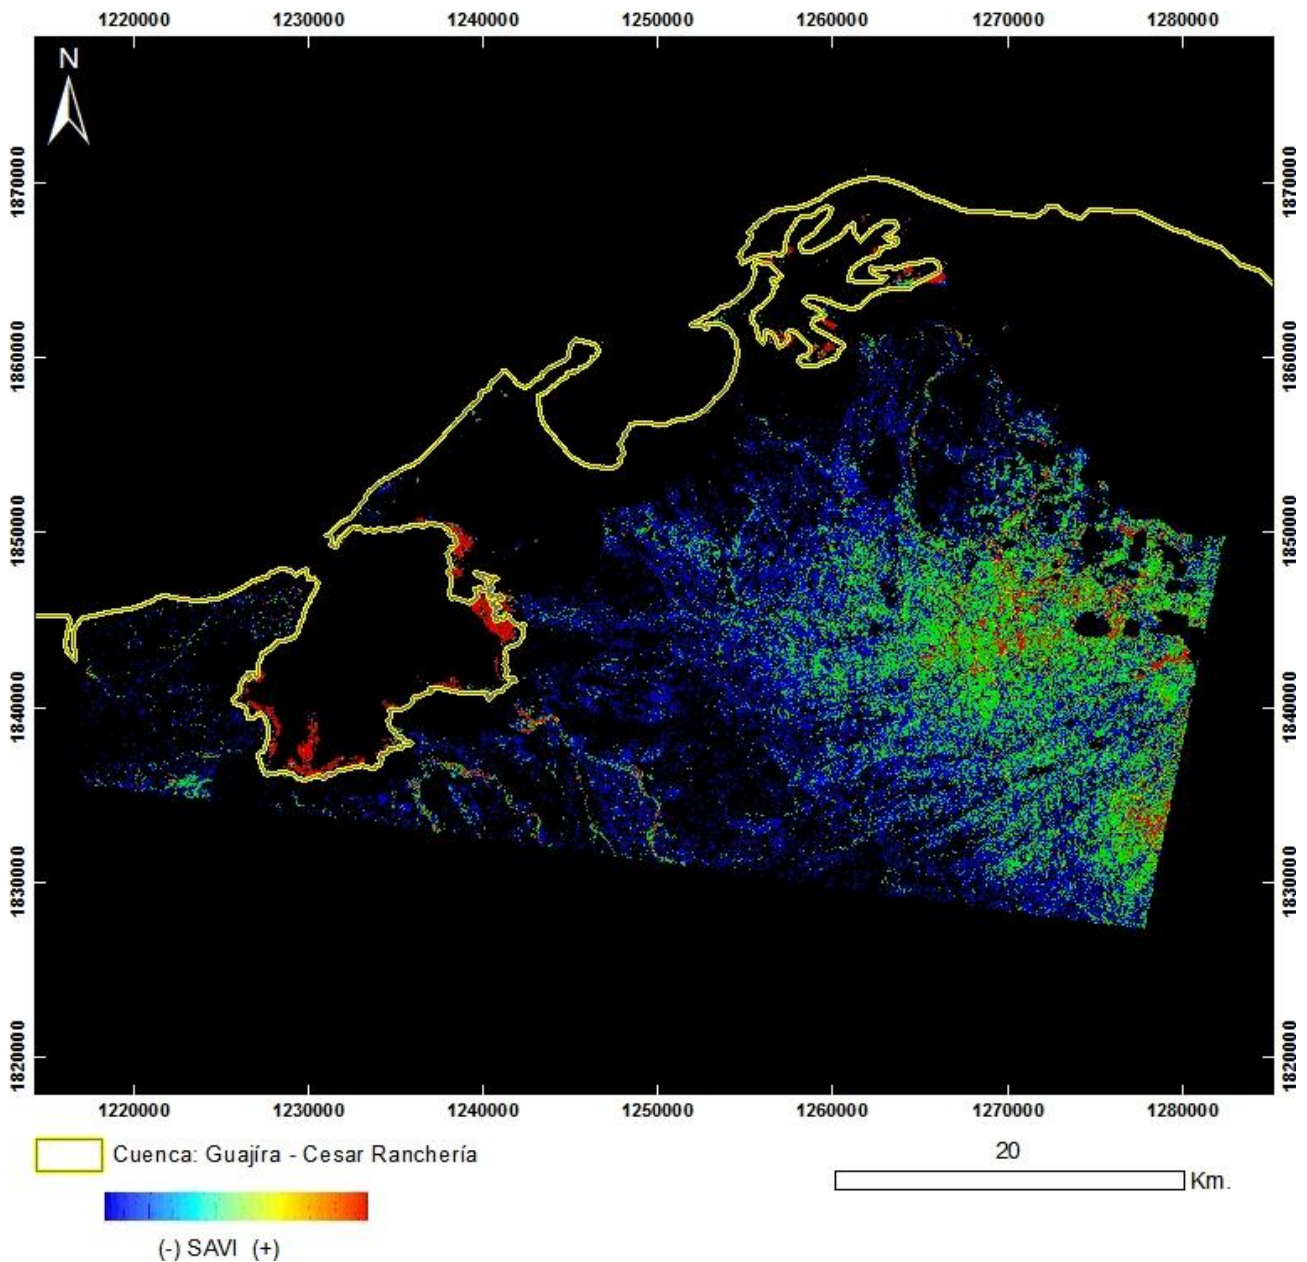 1220000 1230000 1240000 1250000 1260000 1270000 1280000
N
1870000 1870000
1860000 1860000
1850000 1850000
1840000 1840000
1830000 1830000
1820000 1820000
1220000 1230000 1240000 1250000 1260000 1270000 1280000
Cuenca: Guajíra - Cesar Ranchería
20
Km.
(-) SAVI (+)